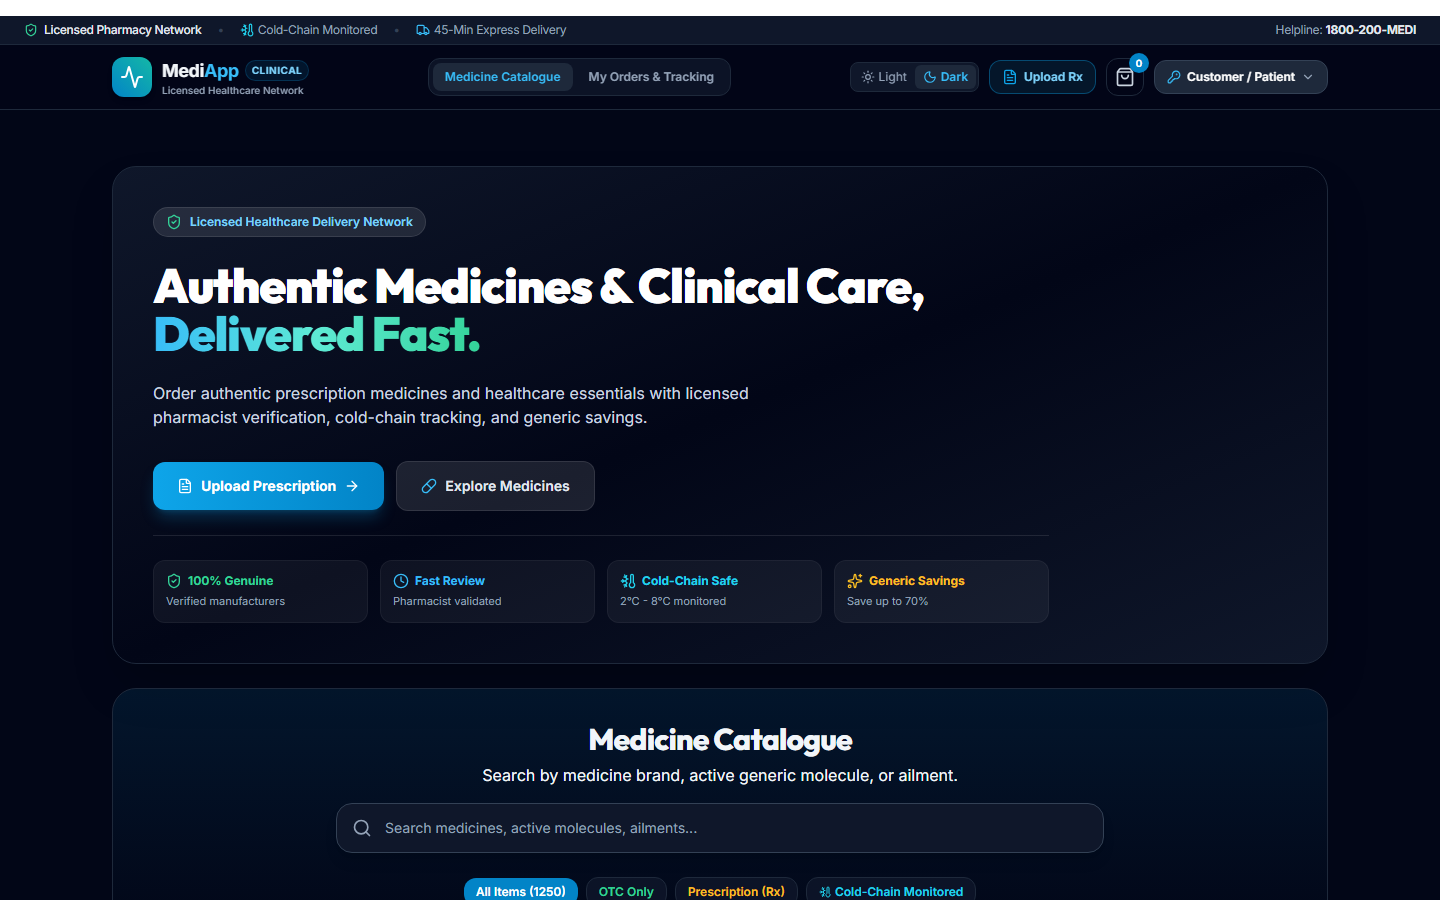 Licensed Pharmacy Network • Cold-Chain Monitored • 45-Min Express Delivery
Helpline: 1800-200-MEDI
MediApp CLINICAL
Licensed Healthcare Network
Medicine Catalogue
My Orders & Tracking
Light
Dark
Upload Rx
0
Customer / Patient
Licensed Healthcare Delivery Network
Authentic Medicines & Clinical Care,
Delivered Fast.
Order authentic prescription medicines and healthcare essentials with licensed
pharmacist verification, cold-chain tracking, and generic savings.
Upload Prescription
Explore Medicines
100% Genuine
Verified manufacturers
Fast Review
Pharmacist validated
Cold-Chain Safe
2°C - 8°C monitored
Generic Savings
Save up to 70%
Medicine Catalogue
Search by medicine brand, active generic molecule, or ailment.
Search medicines, active molecules, ailments...
All Items (1250)
OTC Only
Prescription (Rx)
Cold-Chain Monitored